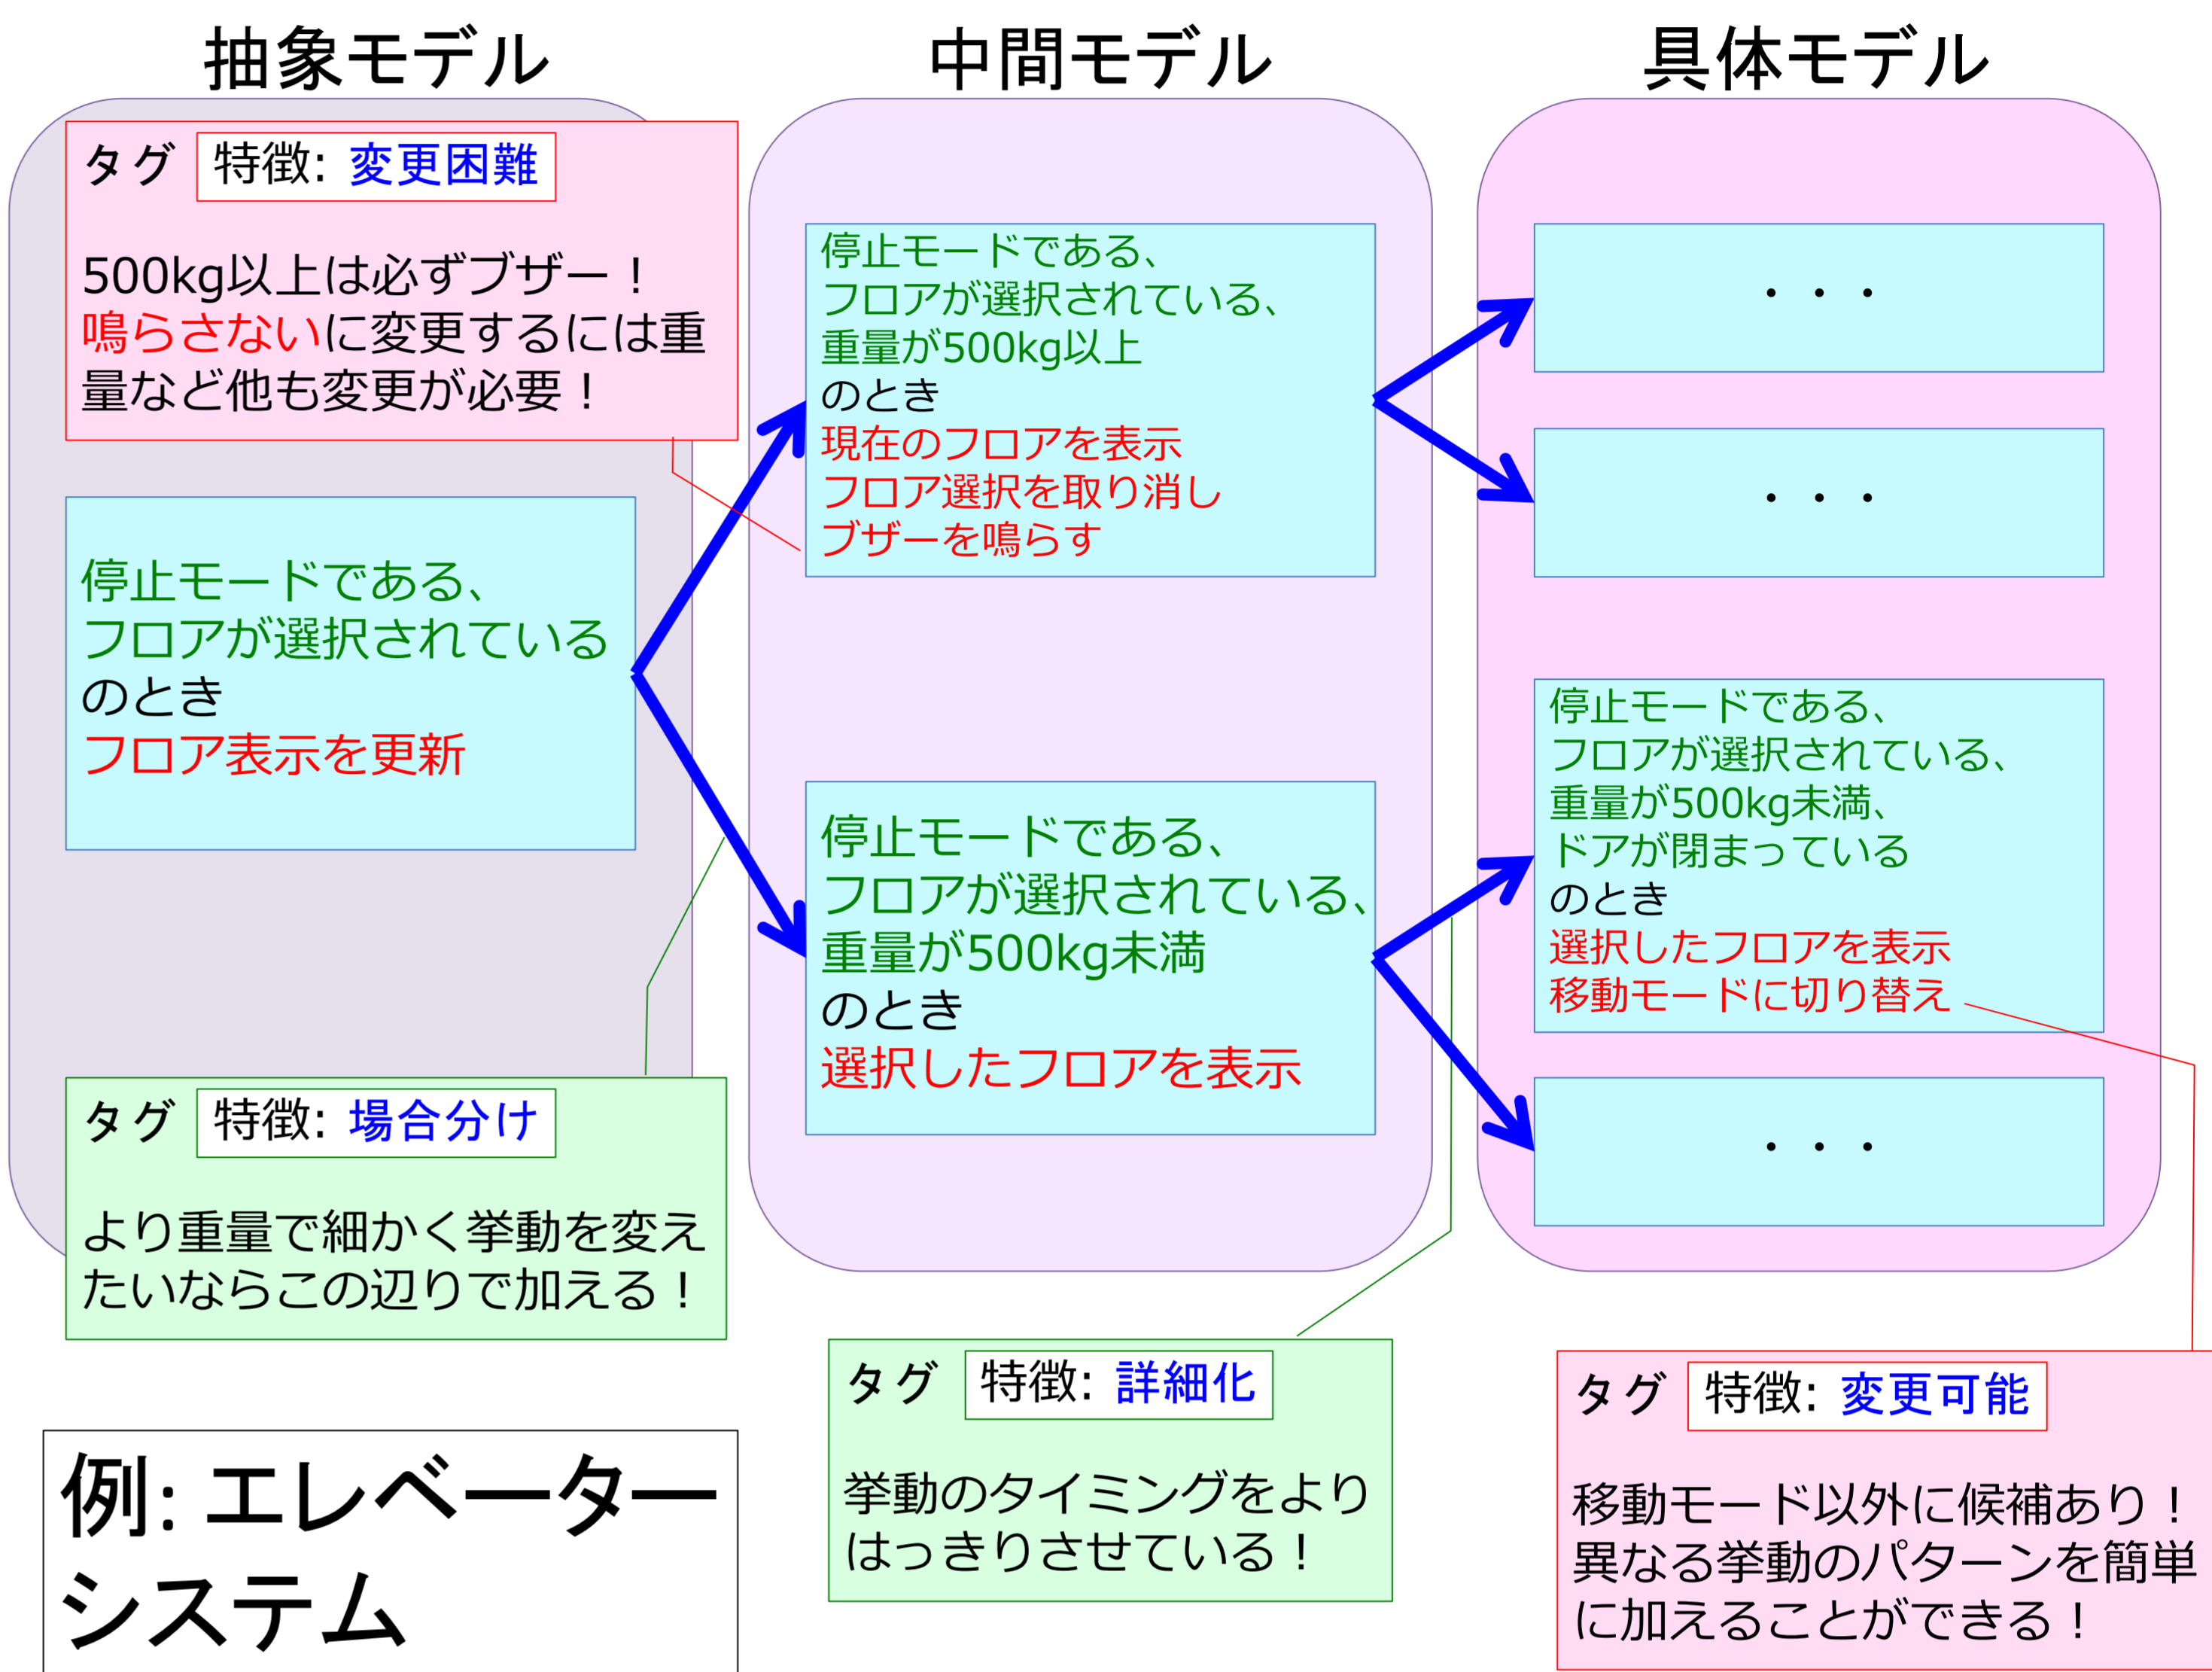 抽象モデル
タグ 特徴: 変更困難
500kg以上は必ずブザー！
鳴らさないに変更するには重
量など他も変更が必要！
停止モードである、
フロアが選択されている
のとき
フロア表示を更新
タグ 特徴: 場合分け
より重量で細かく挙動を変え
たいならこの辺りで加える！
例: エレベーター
システム
中間モデル
停止モードである、
フロアが選択されている、
重量が500kg以上
のとき
現在のフロアを表示
フロア選択を取り消し
ブザーを鳴らす
停止モードである、
フロアが選択されている、
重量が500kg未満
のとき
選択したフロアを表示
タグ 特徴: 詳細化
挙動のタイミングをより
はっきりさせている！
具体モデル
・・・
・・・
停止モードである、
フロアが選択されている、
重量が500kg未満、
ドアが閉まっている
のとき
選択したフロアを表示
移動モードに切り替え
・・・
タグ 特徴: 変更可能
移動モード以外に候補あり！
異なる挙動のパターンを簡単
に加えることができる！